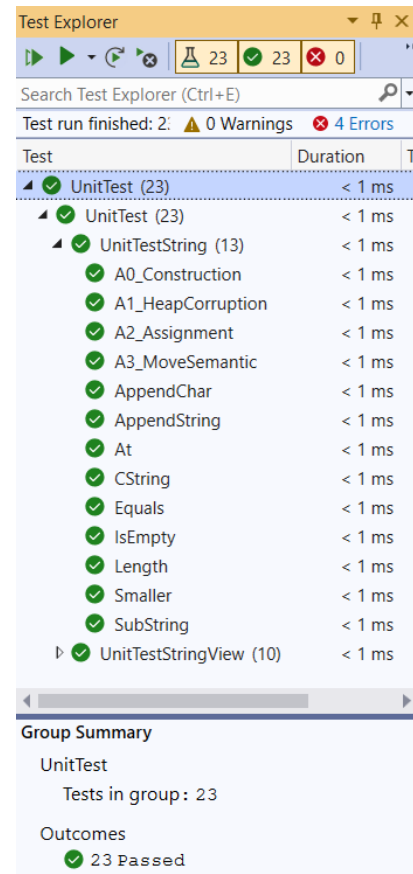 Test Explorer
23 23 0
Search Test Explorer (Ctrl+E)
Test run finished: 2 0 Warnings 4 Errors
Test Duration T
UnitTest (23) < 1 ms
UnitTest (23) < 1 ms
UnitTestString (13) < 1 ms
A0_Construction < 1 ms
A1_HeapCorruption < 1 ms
A2_Assignment < 1 ms
A3_MoveSemantic < 1 ms
AppendChar < 1 ms
AppendString < 1 ms
At < 1 ms
CString < 1 ms
Equals < 1 ms
IsEmpty < 1 ms
Length < 1 ms
Smaller < 1 ms
SubString < 1 ms
UnitTestStringView (10) < 1 ms
Group Summary
UnitTest
Tests in group: 23
Outcomes
23 Passed